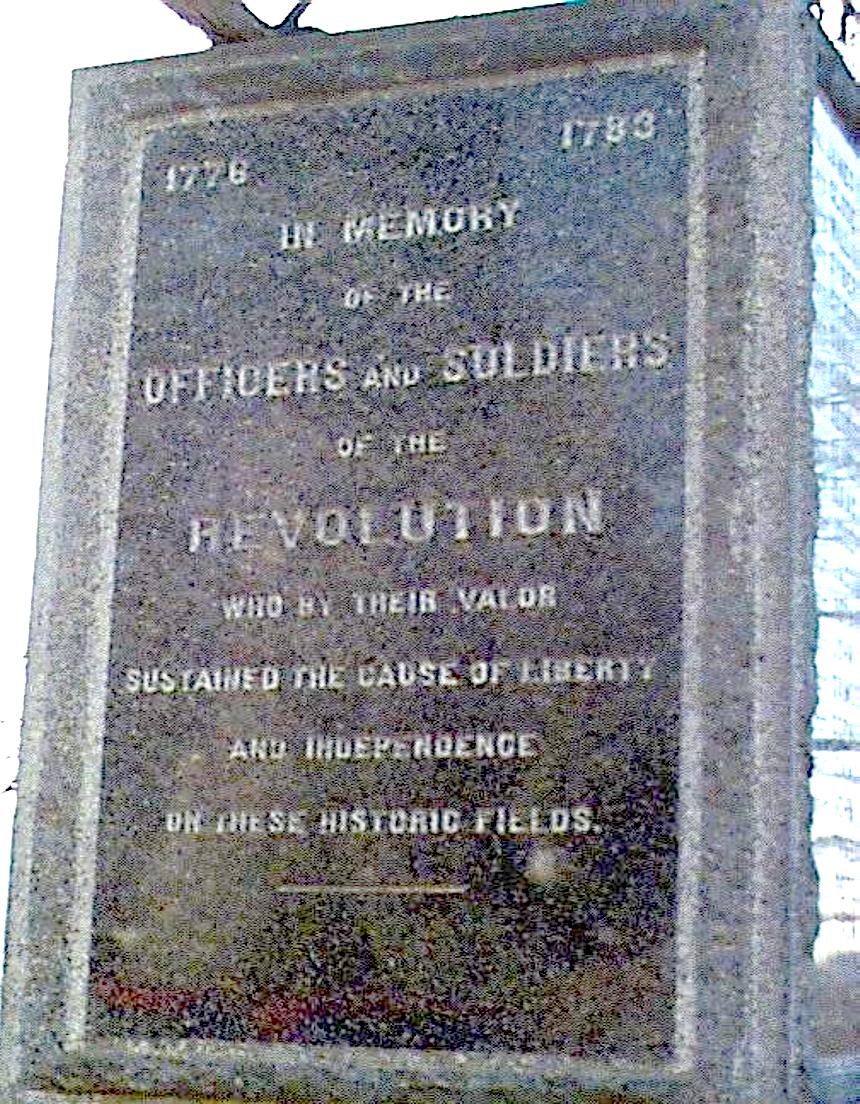 1776 1783
IN MEMORY
OF THE
OFFICERS AND SOLDIERS
OF THE
REVOLUTION
WHO BY THEIR VALOR
SUSTAINED THE CAUSE OF LIBERTY
AND INDEPENDENCE
ON THESE HISTORIC FIELDS.